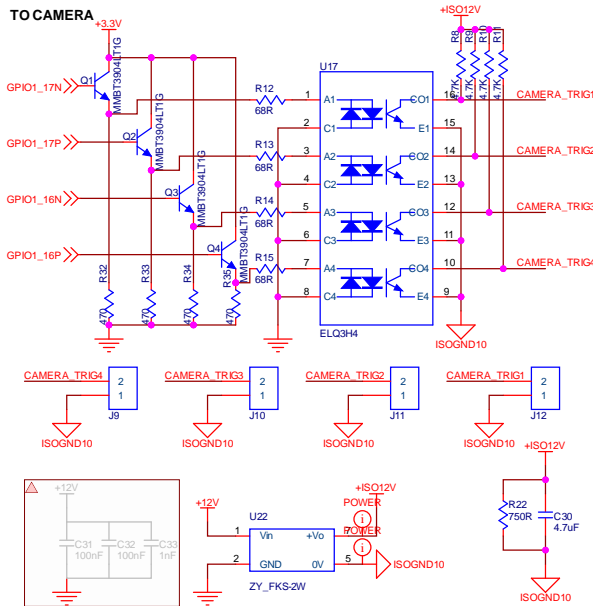 TO CAMERA
+3.3V
+ISO12V
R8
R9
R10
R11
4.7K
4.7K
4.7K
4.7K
U17
GPIO1_17N
Q1
MMBT3904LT1G
R12
68R
1
A1
CO1
16
CAMERA_TRIG1
2
C1
E1
15
GPIO1_17P
Q2
MMBT3904LT1G
R13
68R
3
A2
CO2
14
CAMERA_TRIG2
4
C2
E2
13
GPIO1_16N
Q3
MMBT3904LT1G
R14
68R
5
A3
CO3
12
CAMERA_TRIG3
6
C3
E3
11
GPIO1_16P
Q4
MMBT3904LT1G
R15
68R
7
A4
CO4
10
CAMERA_TRIG4
8
C4
E4
9
R32
R33
R34
R35
470
470
470
470
ELQ3H4
ISOGND10
CAMERA_TRIG4
2
1
J9
ISOGND10
CAMERA_TRIG3
2
1
J10
ISOGND10
CAMERA_TRIG2
2
1
J11
ISOGND10
CAMERA_TRIG1
2
1
J12
ISOGND10
+12V
C31
100nF
C32
100nF
C33
1nF
+12V
U22
1
Vin
+Vo
7
2
GND
0V
5
ZY_FKS-2W
POWER
i
POWER
i
+ISO12V
ISOGND10
+ISO12V
R22
750R
C30
4.7uF
ISOGND10